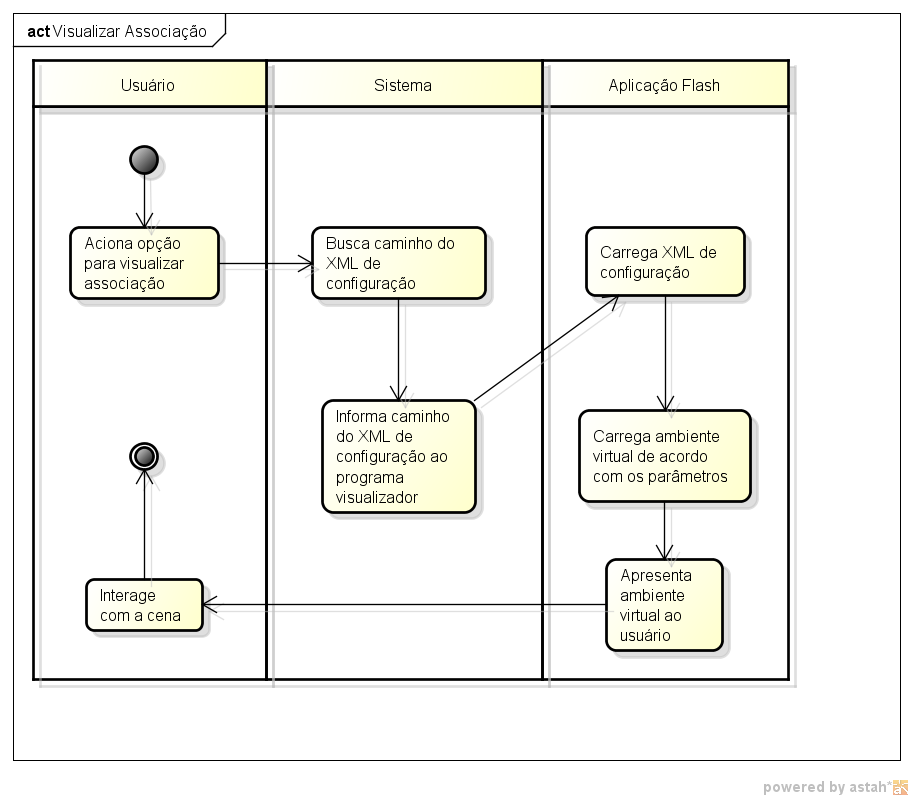 act Visualizar Associação
Usuário
Sistema
Aplicação Flash
Aciona opção
para visualizar
associação
Busca caminho do
XML de
configuração
Carrega XML de
configuração
Informa caminho
do XML de
configuração ao
programa
visualizador
Carrega ambiente
virtual de acordo
com os parâmetros
Interage
com a cena
Apresenta
ambiente
virtual ao
usuário
powered by astah*